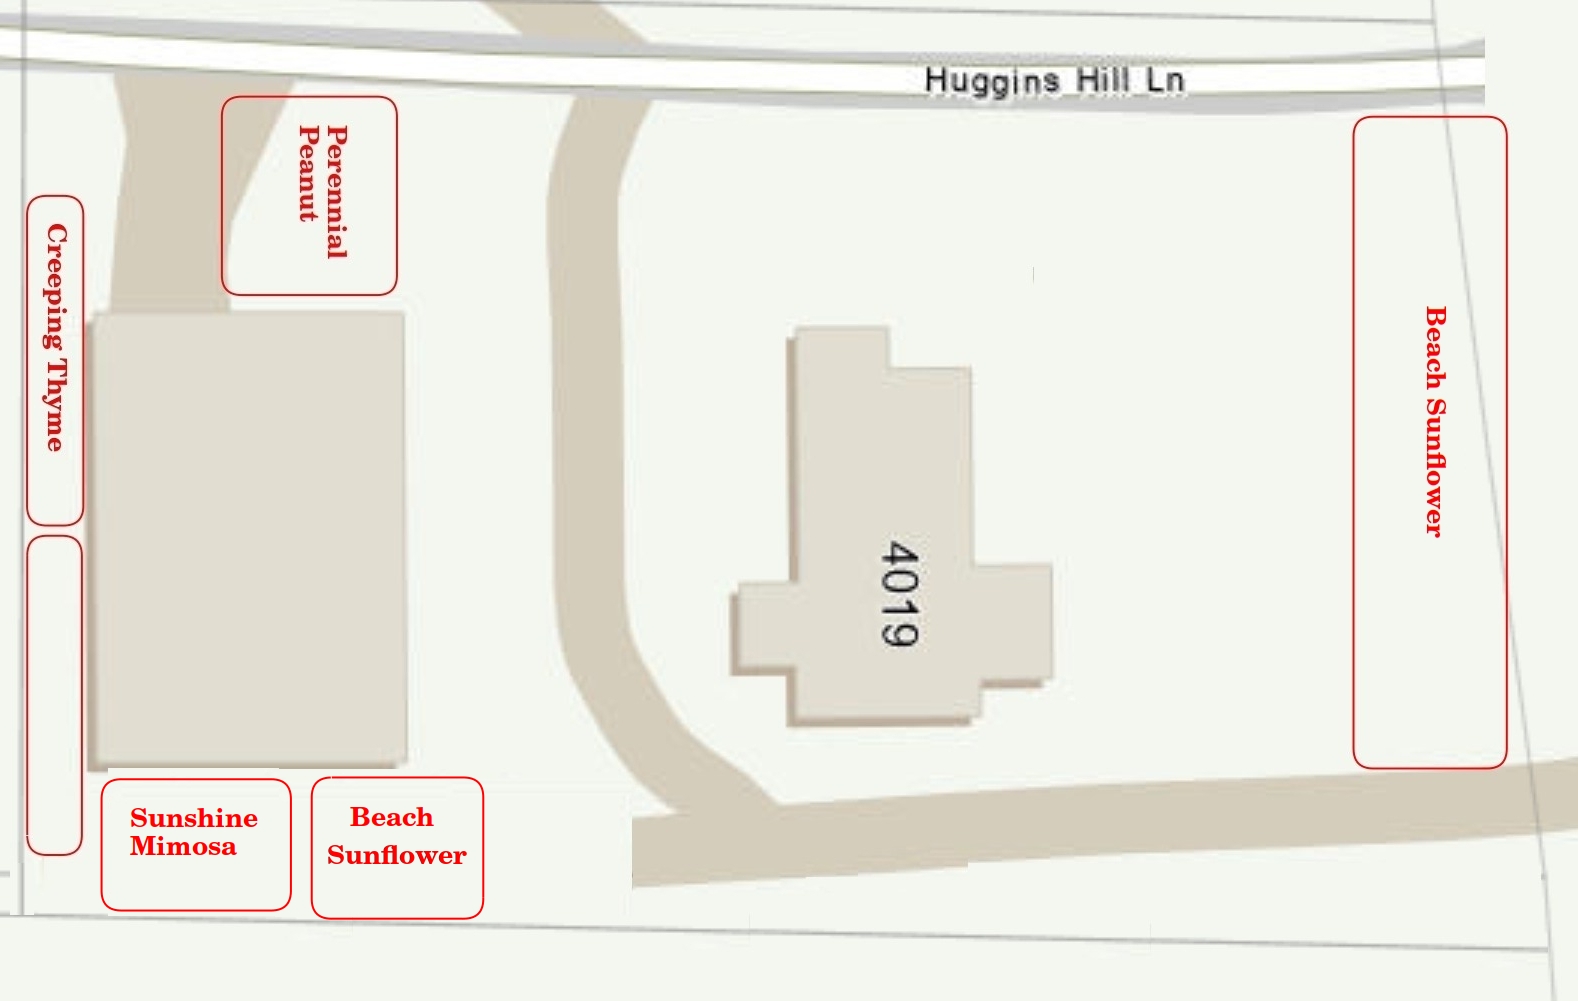 Huggins Hill Ln
Perennial
Peanut
Creeping Thyme
Beach Sunflower
4019
Sunshine
Mimosa
Beach
Sunflower